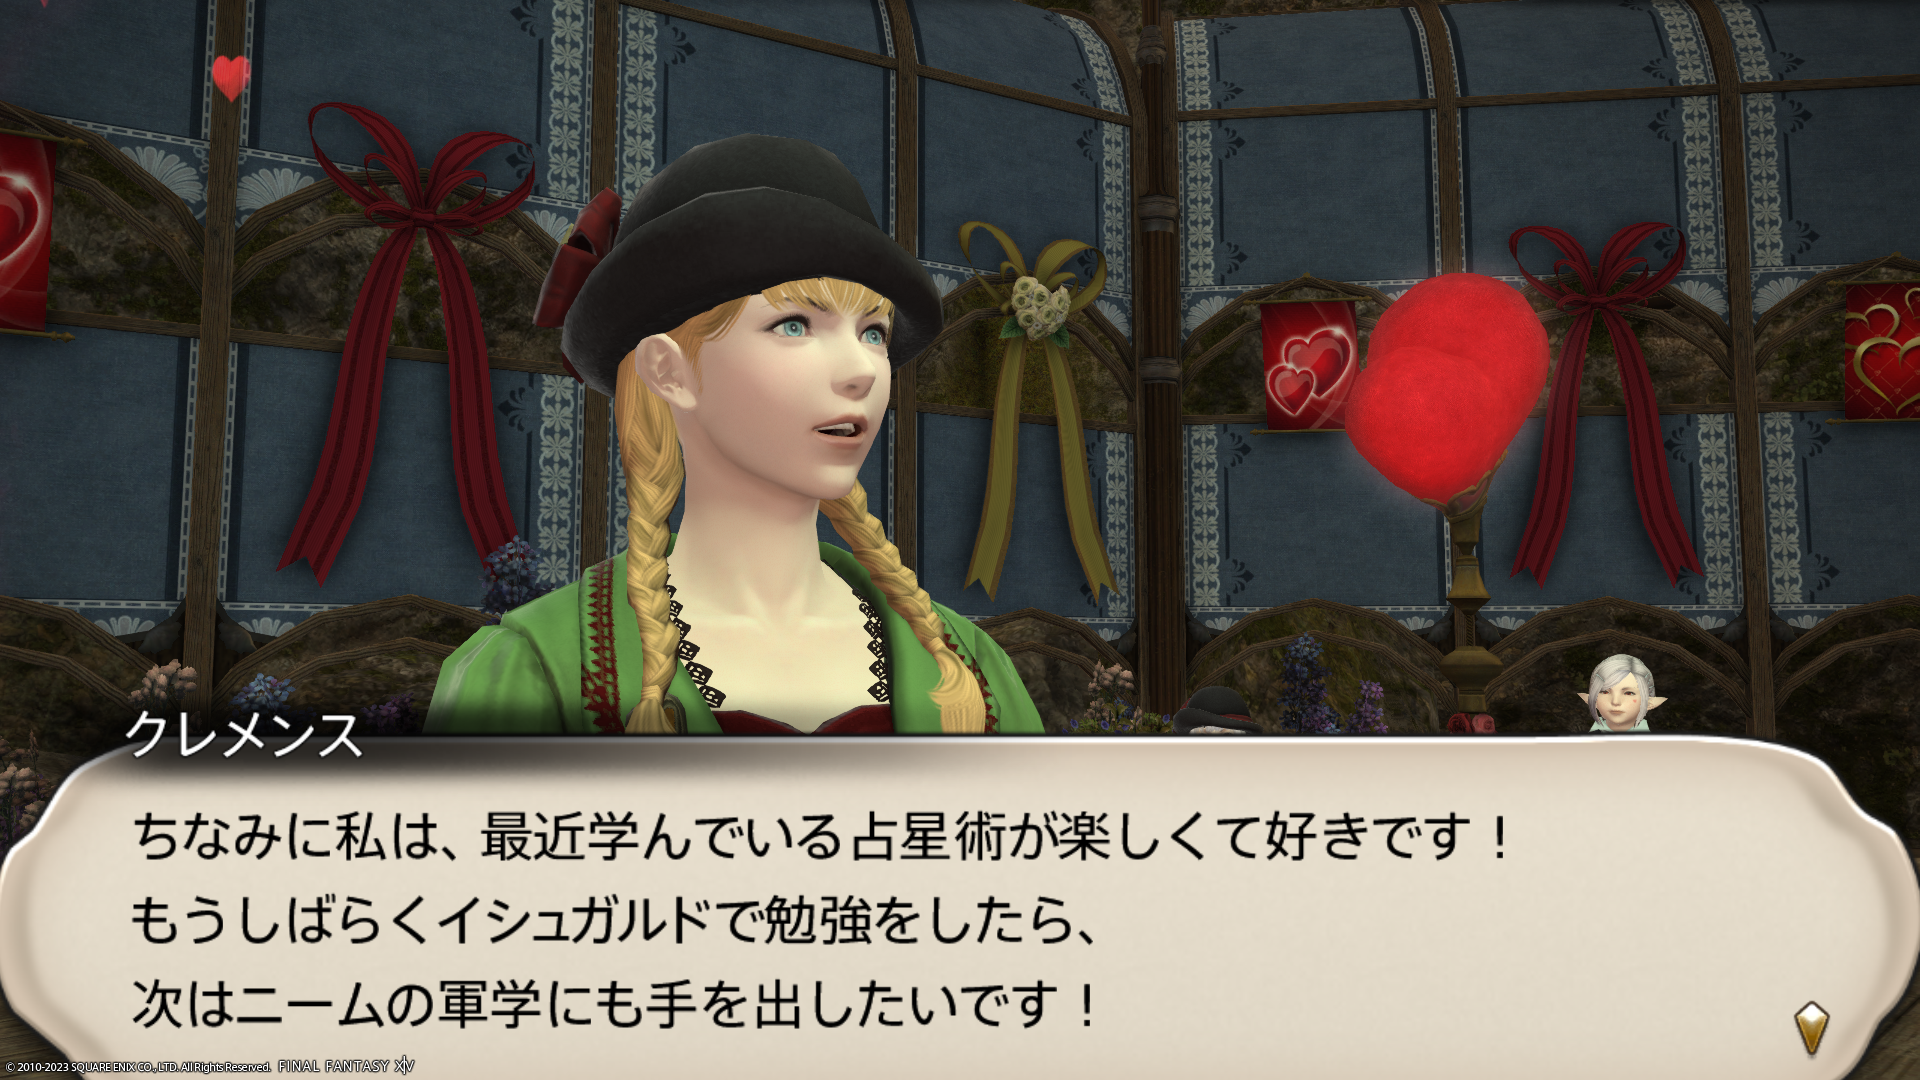 クレメンス
ちなみに私は、最近学んでいる占星術が楽しくて好きです！
もうしばらくイシュガルドで勉強をしたら、
次はニームの軍学にも手を出したいです！
© 2010-2023 SQUARE ENIX CO., LTD. All Rights Reserved. FINAL FANTASY XIV